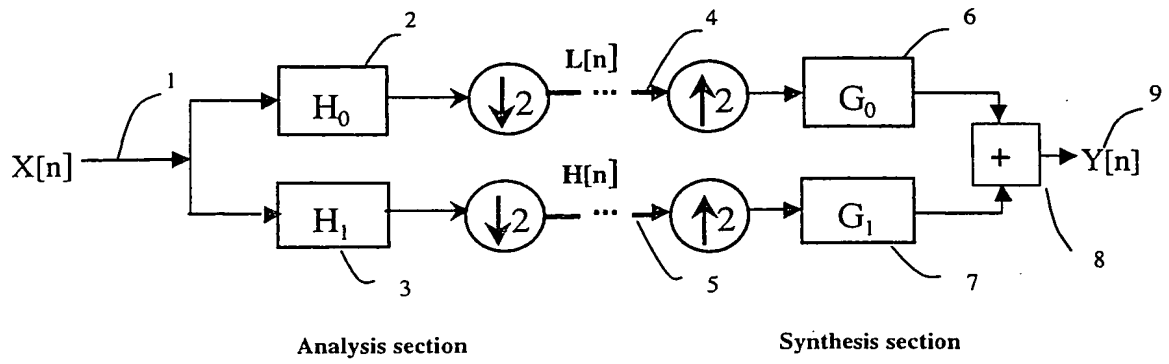 2 4 6
1 L[n] 9
H₀ ↓2 ... ↑2 G₀
X[n] + Y[n]
H[n]
H₁ ↓2 ... ↑2 G₁
3 5 7 8
Analysis section Synthesis section